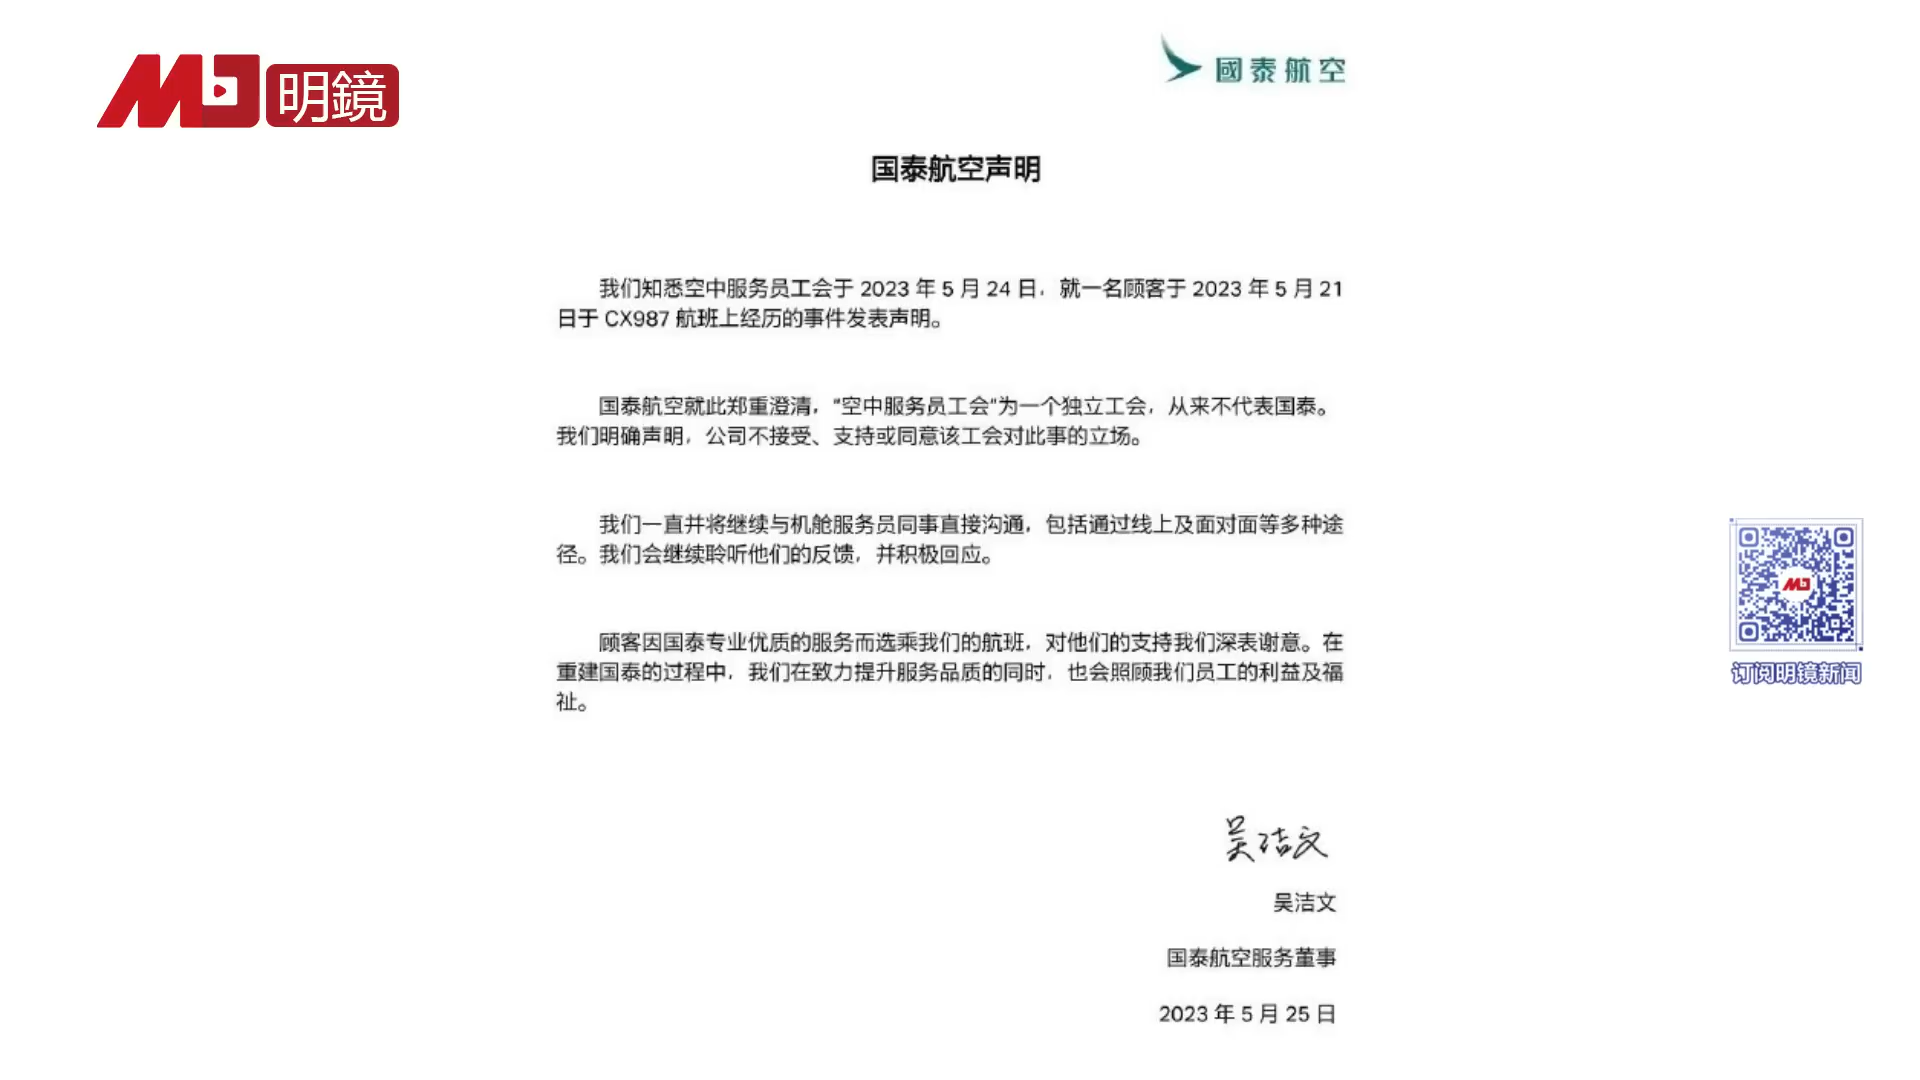 明鏡
國泰航空
国泰航空声明
我们知悉空中服务员工会于 2023 年 5 月 24 日，就一名顾客于 2023 年 5 月 21
日于 CX987 航班上经历的事件发表声明。
国泰航空就此郑重澄清，“空中服务员工会”为一个独立工会，从来不代表国泰。
我们明确声明，公司不接受、支持或同意该工会对此事的立场。
我们一直并将继续与机舱服务员同事直接沟通，包括通过线上及面对面等多种途
径。我们会继续聆听他们的反馈，并积极回应。
顾客因国泰专业优质的服务而选乘我们的航班，对他们的支持我们深表谢意。在
重建国泰的过程中，我们在致力提升服务品质的同时，也会照顾我们员工的利益及福
祉。
吴洁文
吴洁文
国泰航空服务董事
2023 年 5 月 25 日
订阅明镜新闻